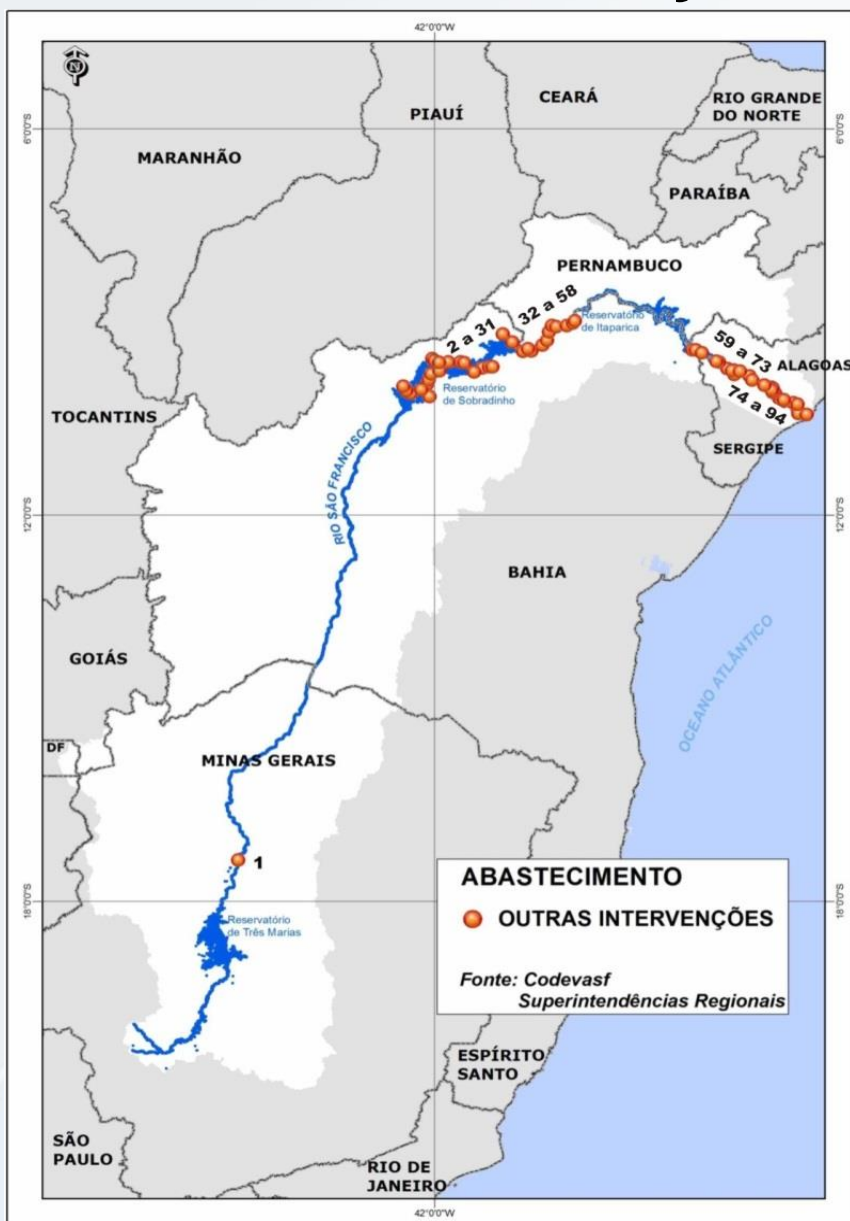 42°0'0"W
N
PIAUÍ
CEARÁ
RIO GRANDE
DO NORTE
6°0'0"S
6°0'0"S
MARANHÃO
PARAÍBA
PERNAMBUCO
2 a 31
32 a 58
Reservatório
de Itaparica
59 a 73
ALAGOAS
74 a 94
Reservatório
de Sobradinho
TOCANTINS
SERGIPE
RIO SÃO FRANCISCO
12°0'0"S
12°0'0"S
BAHIA
GOIÁS
OCEANO ATLÂNTICO
DF
MINAS GERAIS
1
ABASTECIMENTO
OUTRAS INTERVENÇÕES
Fonte: Codevasf
Superintendências Regionais
18°0'0"S
18°0'0"S
Reservatório
de Três Marias
ESPÍRITO
SANTO
SÃO
PAULO
RIO DE
JANEIRO
42°0'0"W